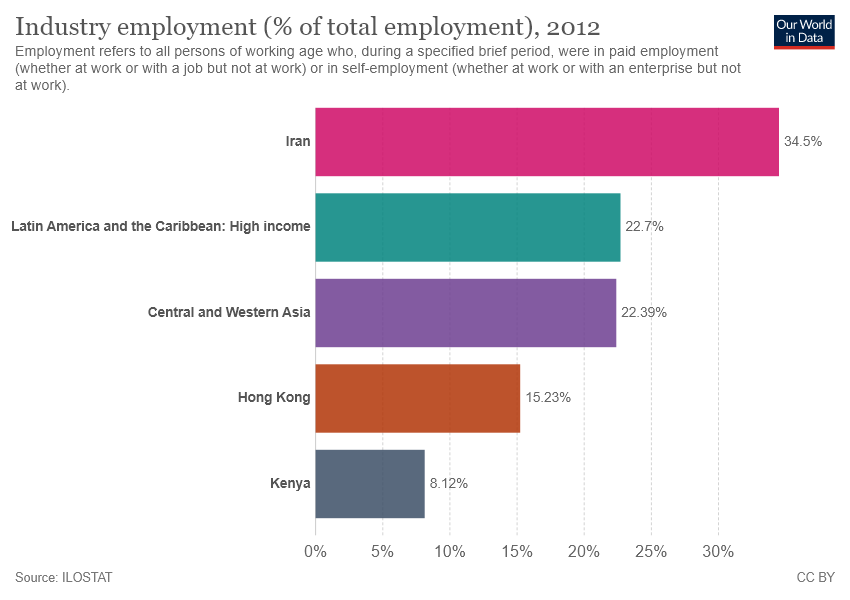 Industry employment (% of total employment), 2012
Our World
in Data
Employment refers to all persons of working age who, during a specified brief period, were in paid employment
(whether at work or with a job but not at work) or in self-employment (whether at work or with an enterprise but not
at work).
Iran 34.5%
Latin America and the Caribbean: High income 22.7%
Central and Western Asia 22.39%
Hong Kong 15.23%
Kenya 8.12%
0% 5% 10% 15% 20% 25% 30%
Source: ILOSTAT CC BY